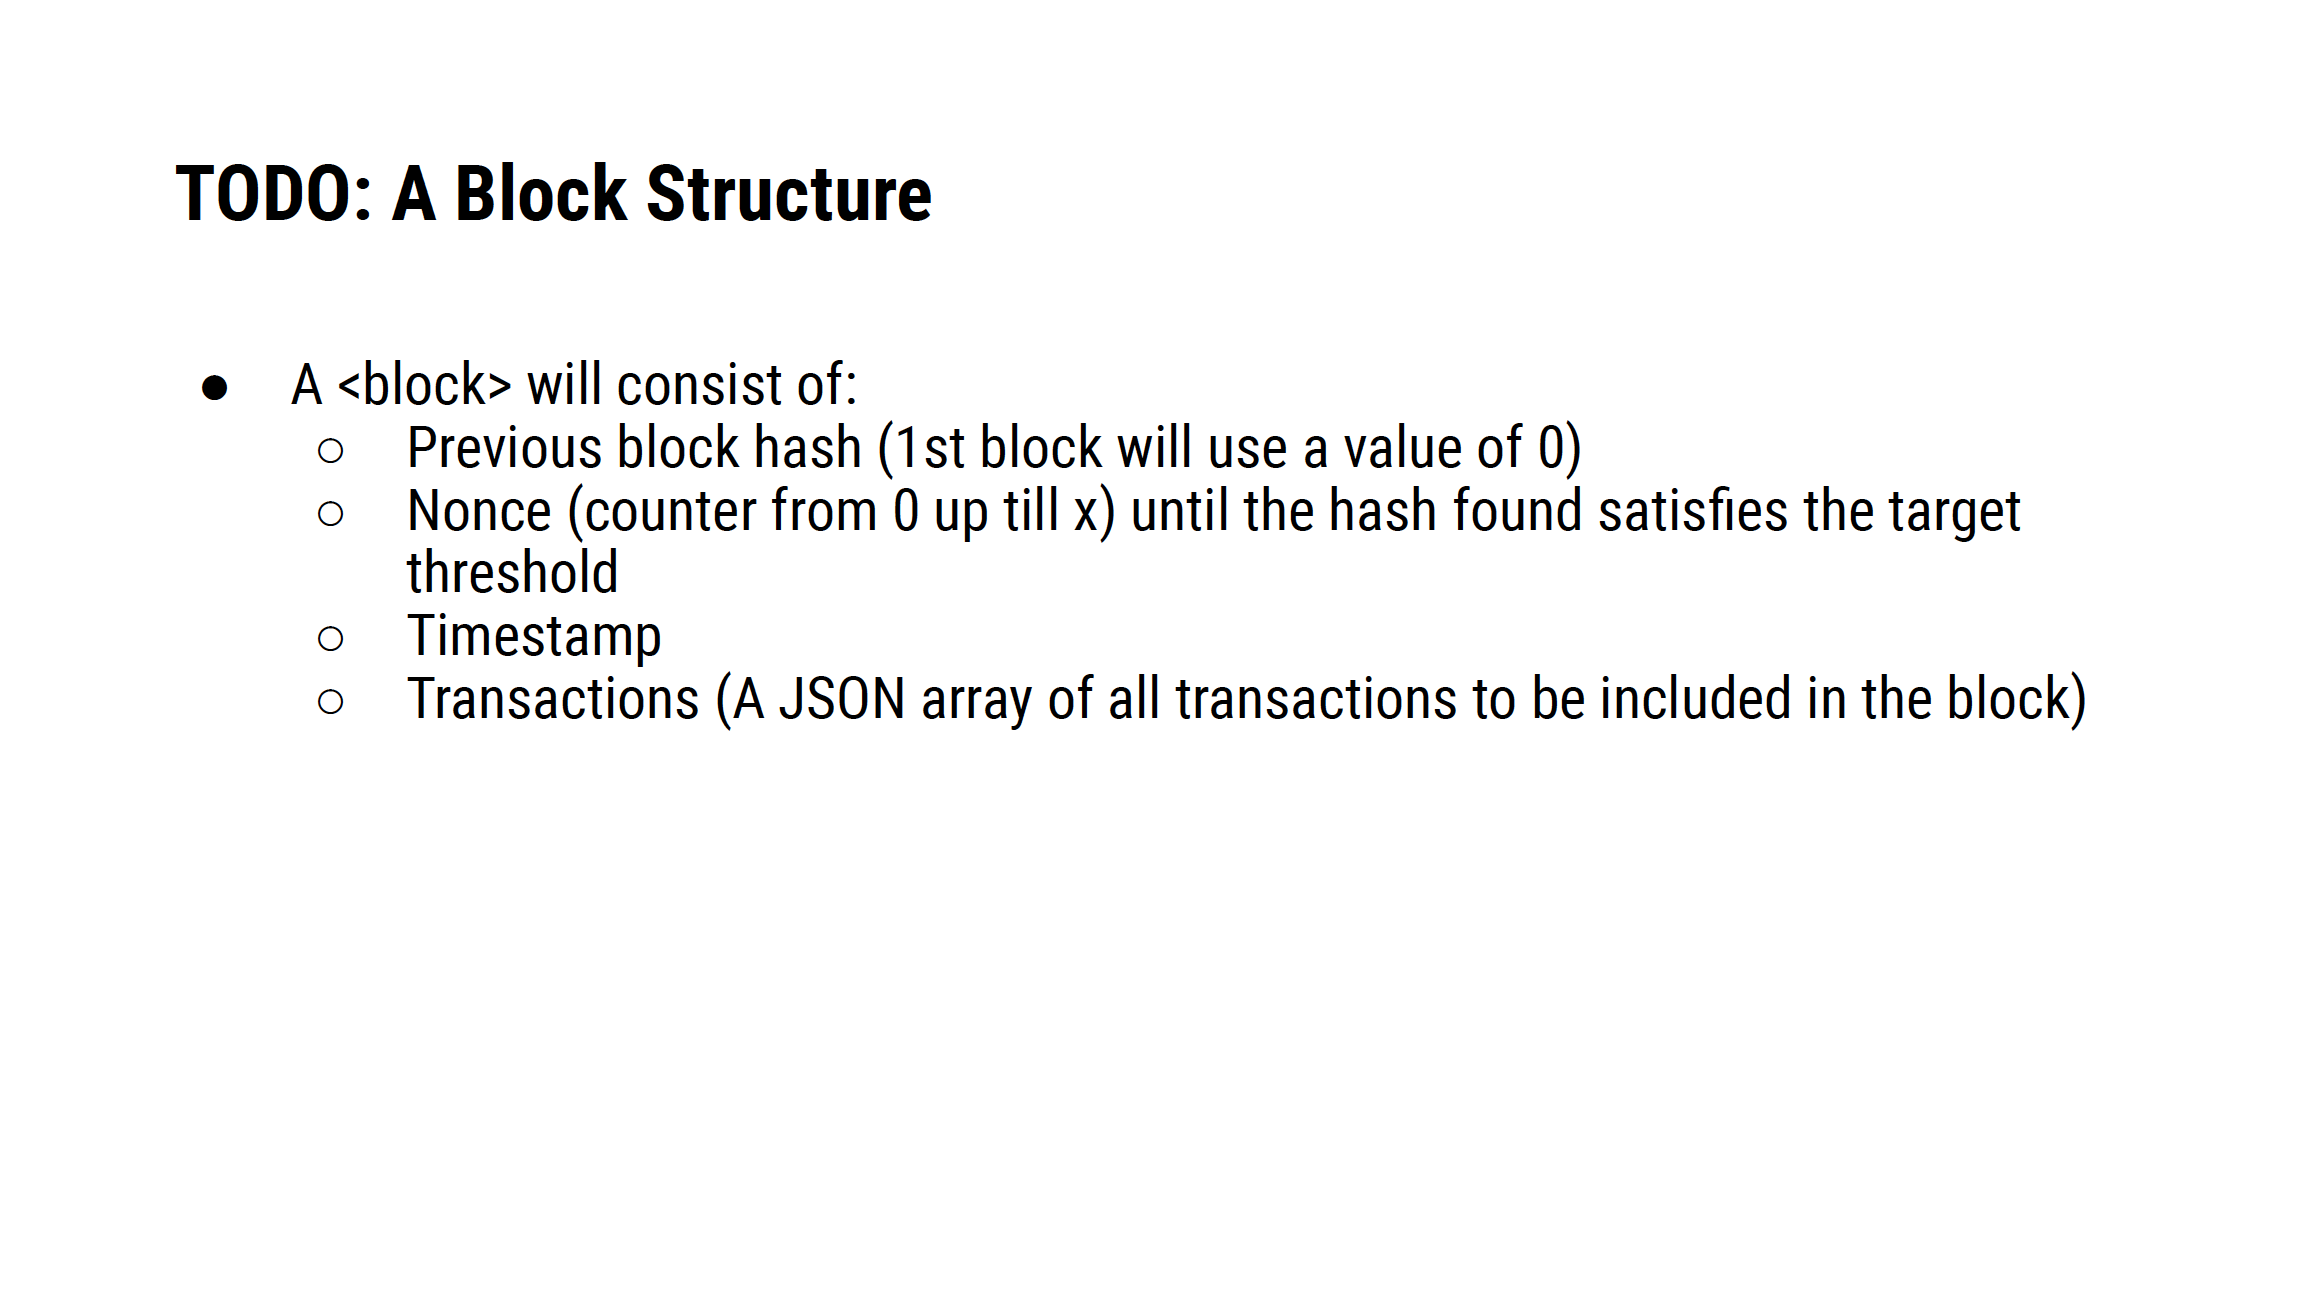 TODO: A Block Structure
● A <block> will consist of:
○ Previous block hash (1st block will use a value of 0)
○ Nonce (counter from 0 up till x) until the hash found satisfies the target
threshold
○ Timestamp
○ Transactions (A JSON array of all transactions to be included in the block)